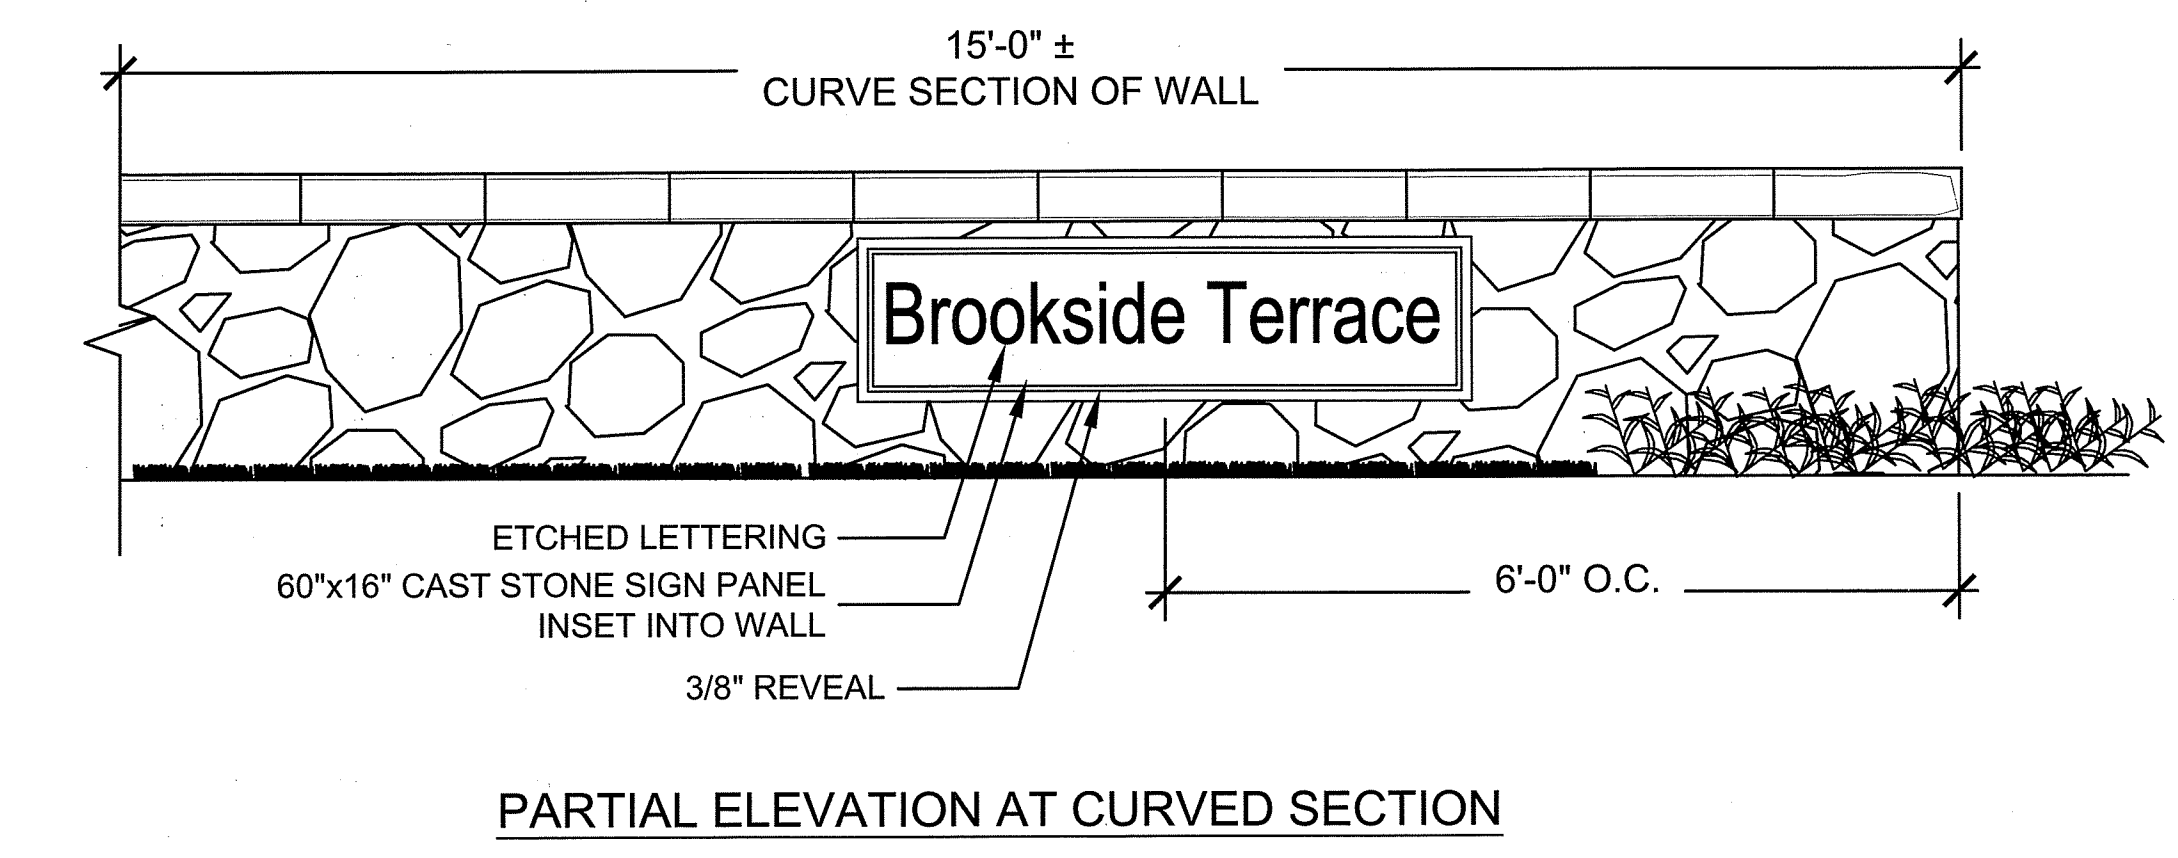 15'-0" ±
CURVE SECTION OF WALL
Brookside Terrace
ETCHED LETTERING
60"x16" CAST STONE SIGN PANEL
INSET INTO WALL
6'-0" O.C.
3/8" REVEAL
PARTIAL ELEVATION AT CURVED SECTION